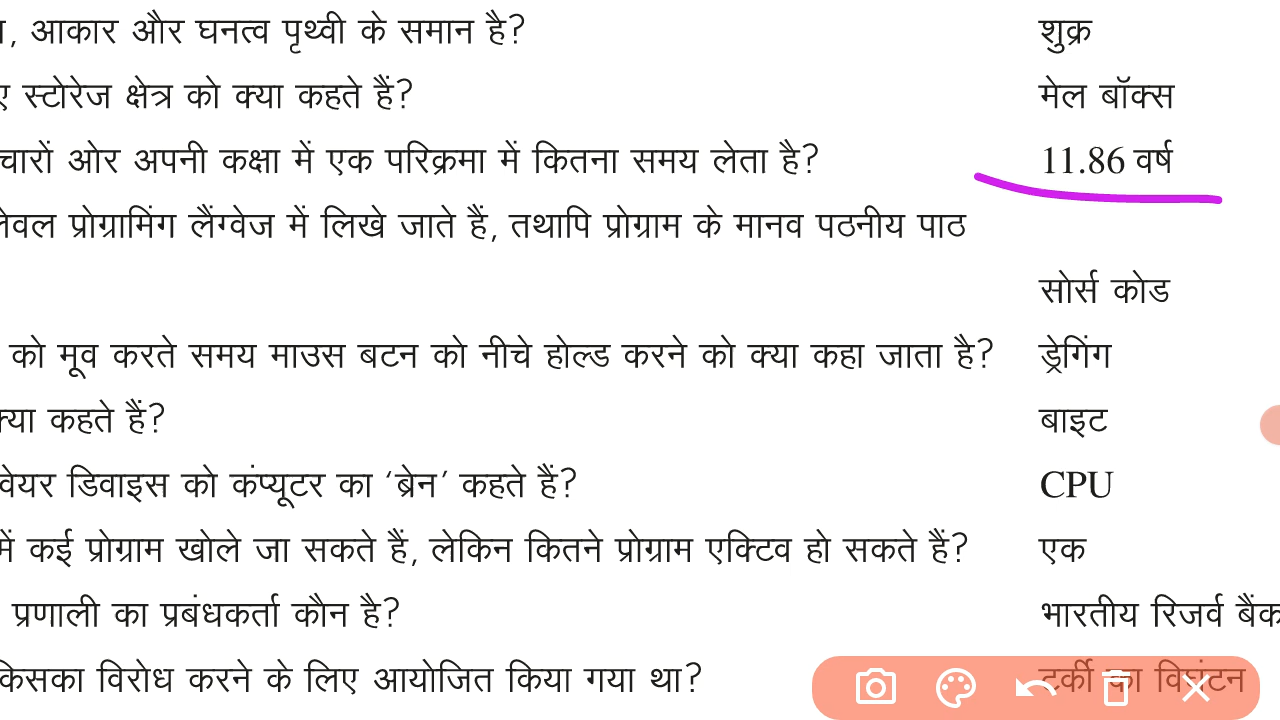 , आकार और घनत्व पृथ्वी के समान है? शुक्र
स्टोरेज क्षेत्र को क्या कहते हैं? मेल बॉक्स
चारों ओर अपनी कक्षा में एक परिक्रमा में कितना समय लेता है? 11.86 वर्ष
लेवल प्रोग्रामिंग लैंग्वेज में लिखे जाते हैं, तथापि प्रोग्राम के मानव पठनीय पाठ
सोर्स कोड
को मूव करते समय माउस बटन को नीचे होल्ड करने को क्या कहा जाता है? ड्रेगिंग
क्या कहते हैं? बाइट
वेयर डिवाइस को कंप्यूटर का ‘ब्रेन’ कहते हैं? CPU
में कई प्रोग्राम खोले जा सकते हैं, लेकिन कितने प्रोग्राम एक्टिव हो सकते हैं? एक
प्रणाली का प्रबंधकर्ता कौन है? भारतीय रिजर्व बैंक
किसका विरोध करने के लिए आयोजित किया गया था? टर्की का विघंटन